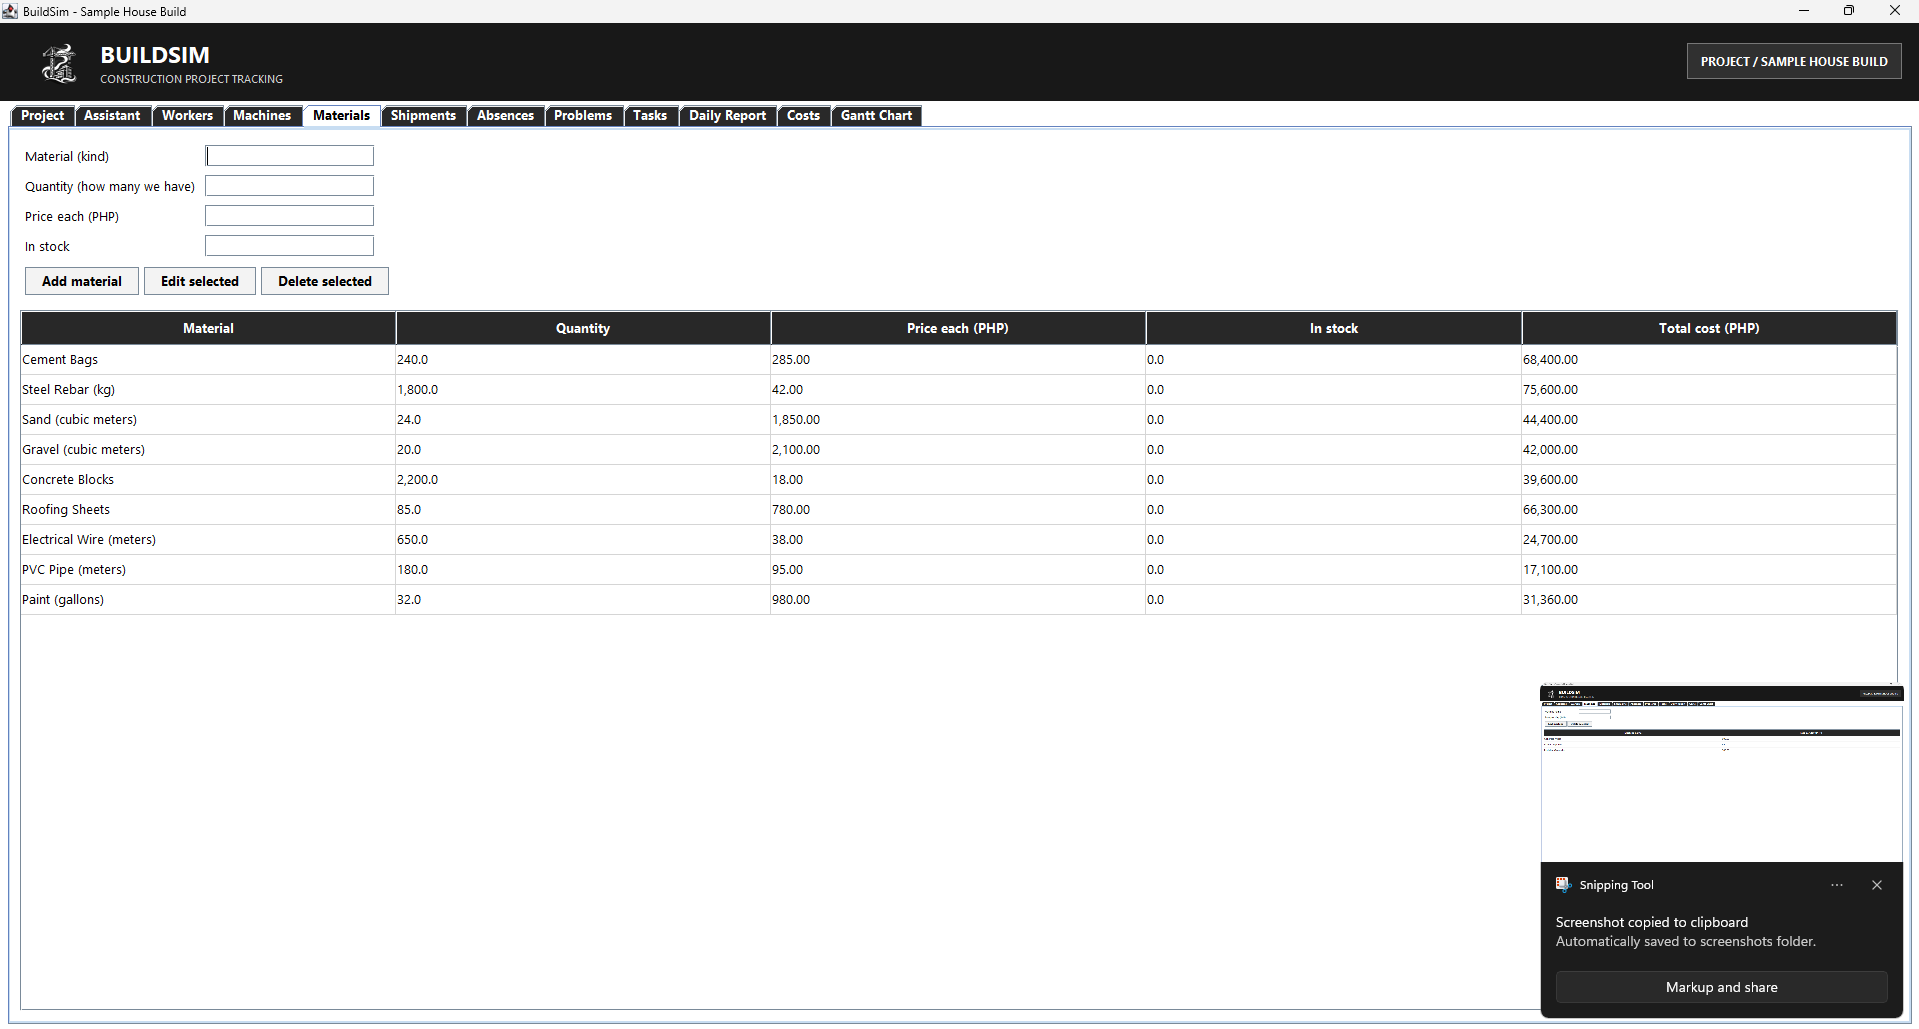 BuildSim - Sample House Build
BUILDSIM
CONSTRUCTION PROJECT TRACKING
PROJECT / SAMPLE HOUSE BUILD
Project Assistant Workers Machines Materials Shipments Absences Problems Tasks Daily Report Costs Gantt Chart
Material (kind)
Quantity (how many we have)
Price each (PHP)
In stock
Add material Edit selected Delete selected
Material Quantity Price each (PHP) In stock Total cost (PHP)
Cement Bags 240.0 285.00 0.0 68,400.00
Steel Rebar (kg) 1,800.0 42.00 0.0 75,600.00
Sand (cubic meters) 24.0 1,850.00 0.0 44,400.00
Gravel (cubic meters) 20.0 2,100.00 0.0 42,000.00
Concrete Blocks 2,200.0 18.00 0.0 39,600.00
Roofing Sheets 85.0 780.00 0.0 66,300.00
Electrical Wire (meters) 650.0 38.00 0.0 24,700.00
PVC Pipe (meters) 180.0 95.00 0.0 17,100.00
Paint (gallons) 32.0 980.00 0.0 31,360.00
BUILDSIM
Snipping Tool
Screenshot copied to clipboard
Automatically saved to screenshots folder.
Markup and share